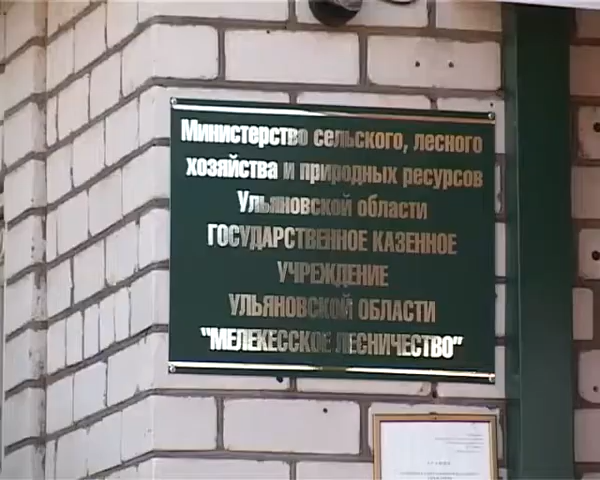 Министерство сельского, лесного
хозяйства и природных ресурсов
Ульяновской области
ГОСУДАРСТВЕННОЕ КАЗЕННОЕ
УЧРЕЖДЕНИЕ
УЛЬЯНОВСКОЙ ОБЛАСТИ
"МЕЛЕКЕССКОЕ ЛЕСНИЧЕСТВО"